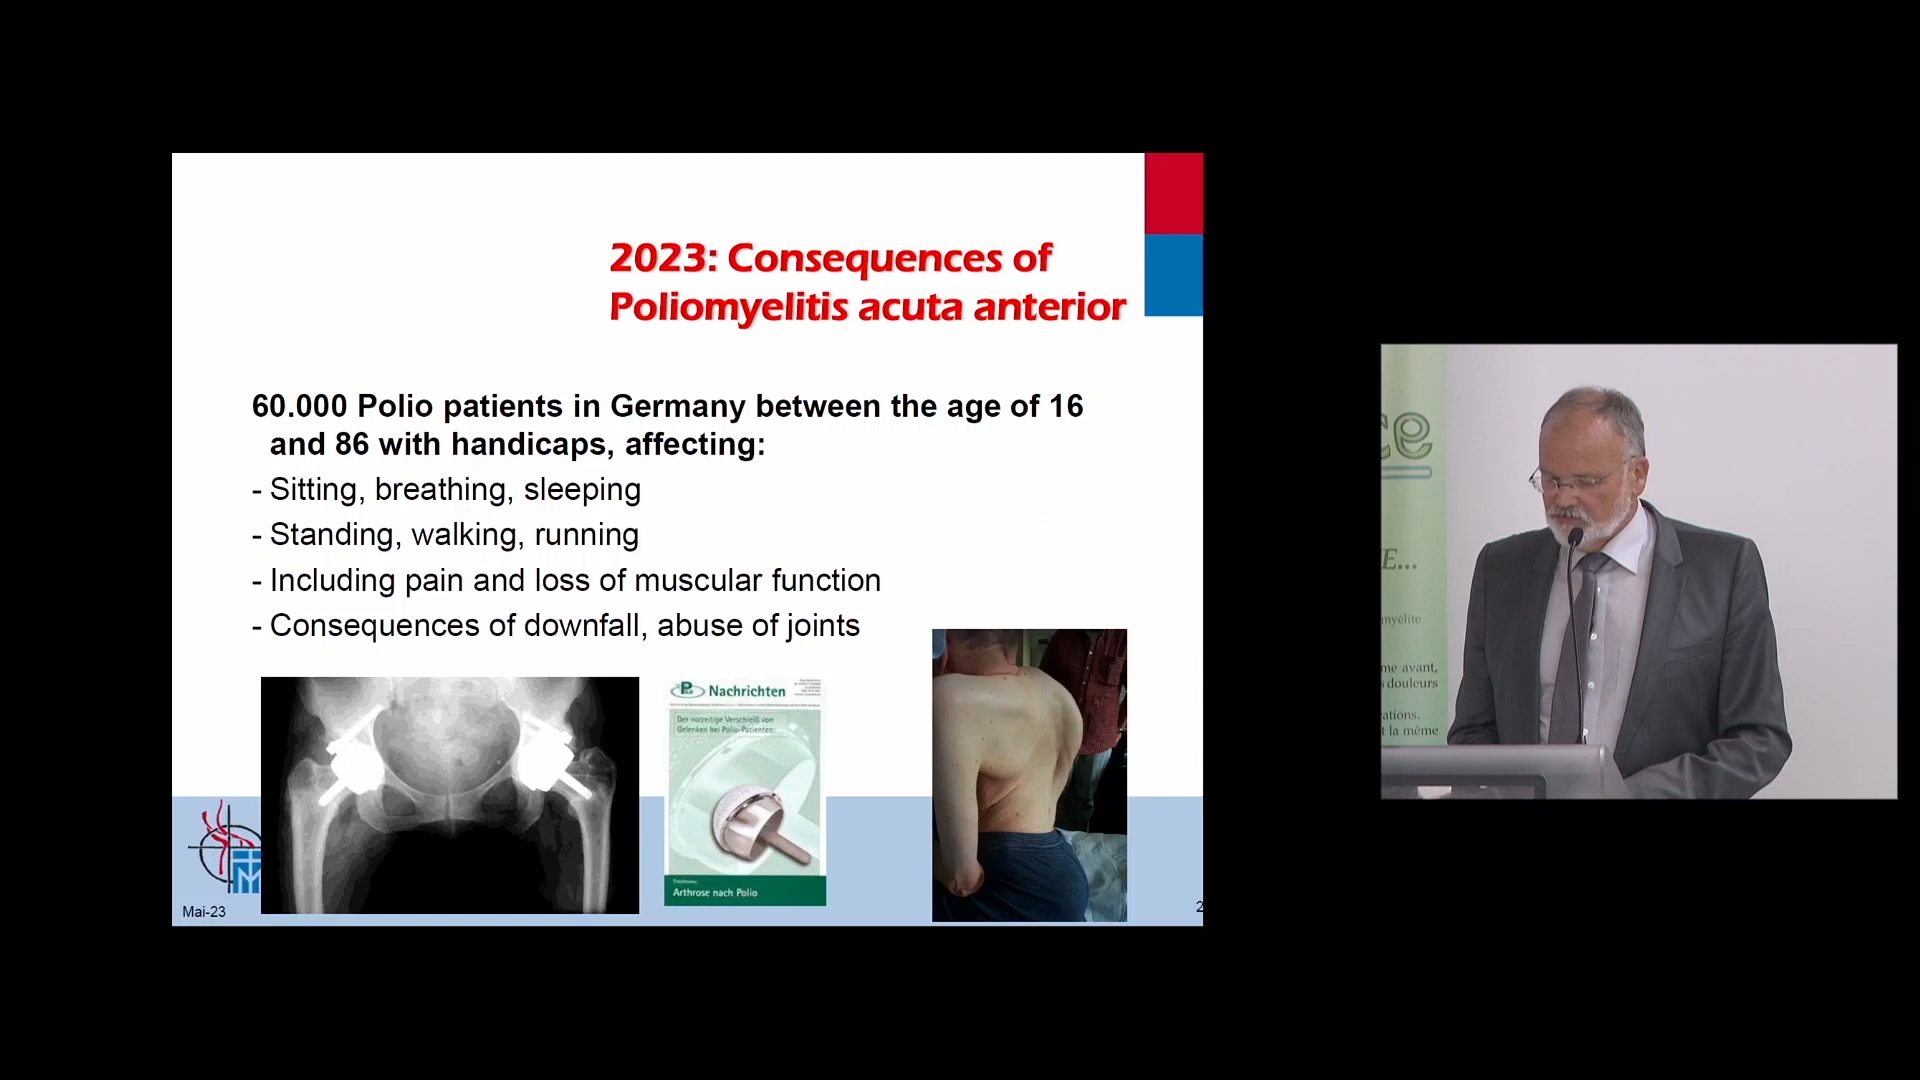 2023: Consequences of
Poliomyelitis acuta anterior
60.000 Polio patients in Germany between the age of 16
and 86 with handicaps, affecting:
- Sitting, breathing, sleeping
- Standing, walking, running
- Including pain and loss of muscular function
- Consequences of downfall, abuse of joints
Nachrichten
Der vorzeitige Verschleiß von
Gelenken bei Polio-Patienten:
Arthrose nach Polio
Mai-23
2
ce
E...
myélite
me avant,
s douleurs
ations.
t la même